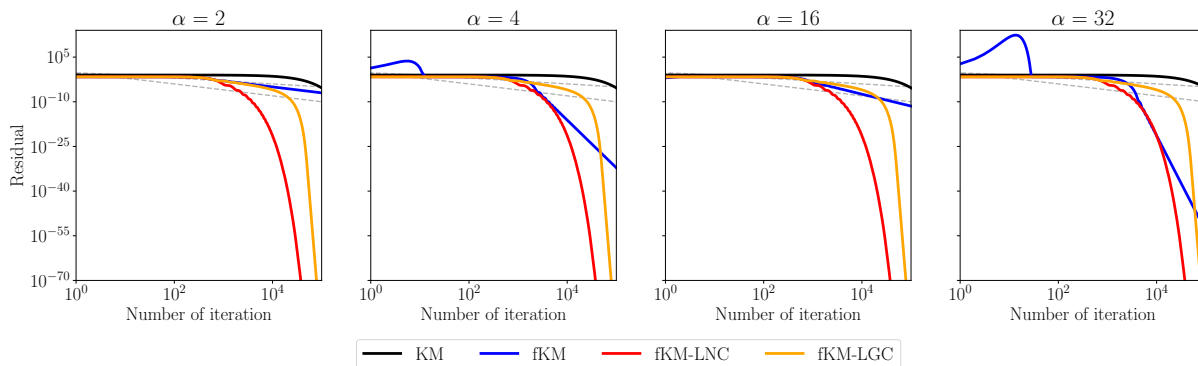 α = 2 α = 4 α = 16 α = 32
Residual
10^5
10^-10
10^-25
10^-40
10^-55
10^-70
10^0 10^2 10^4 10^0 10^2 10^4 10^0 10^2 10^4 10^0 10^2 10^4
Number of iteration Number of iteration Number of iteration Number of iteration
KM fKM fKM-LNC fKM-LGC